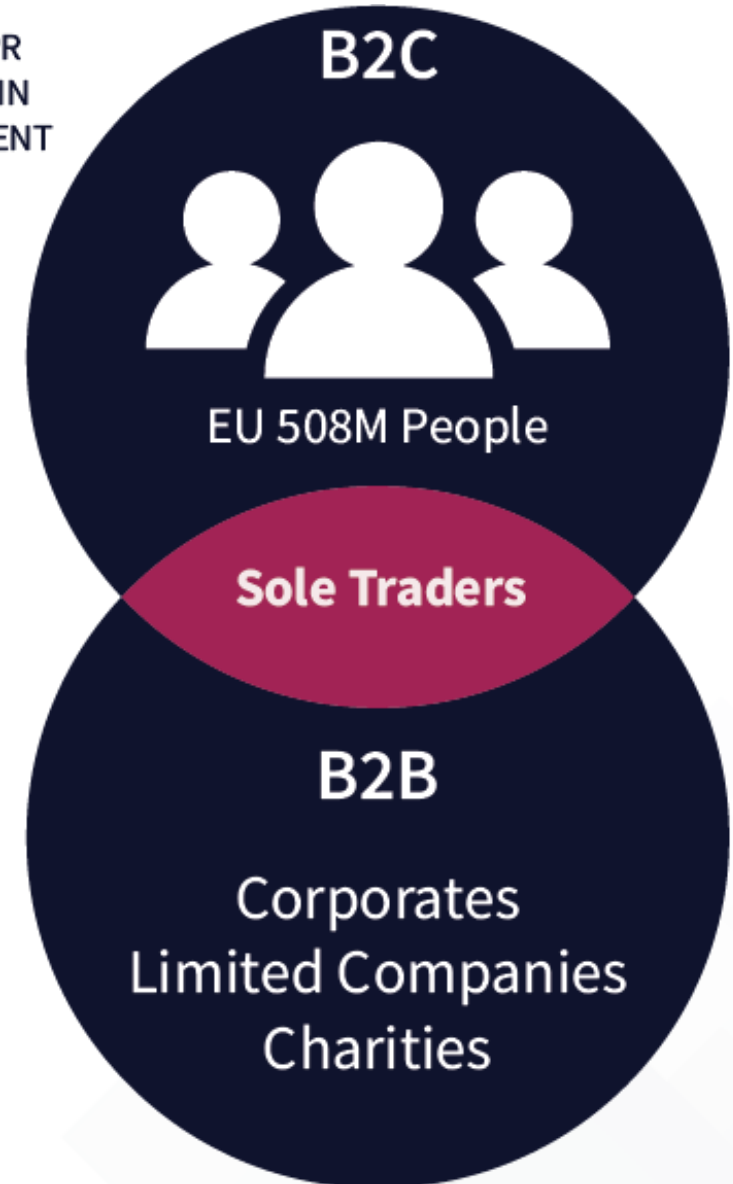 B2C
EU 508M People
Sole Traders
B2B
Corporates
Limited Companies
Charities